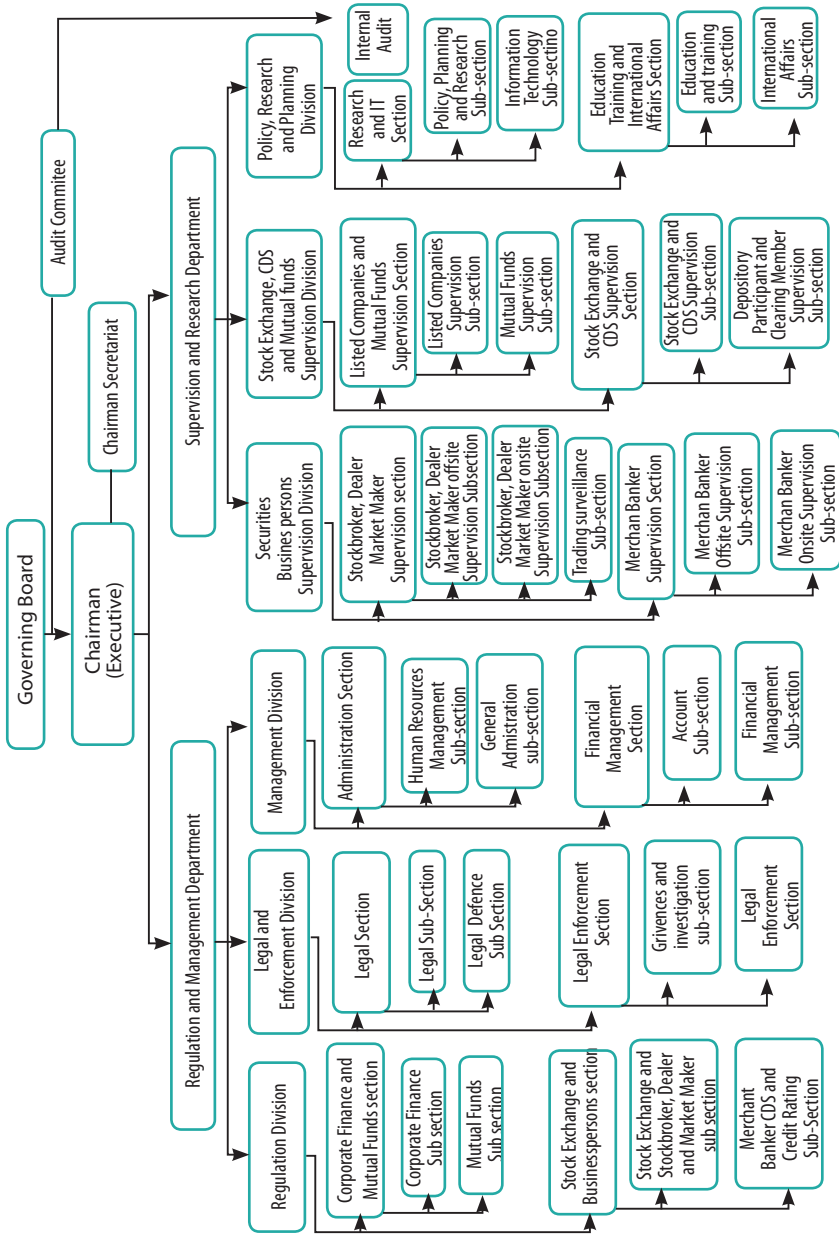 Governing Board
Audit Committee
Chairman
(Executive)
Chairman Secretariat
Regulation and Management Department
Supervision and Research Department
Regulation Division
Legal and
Enforcement Division
Management Division
Securities
Busines persons
Supervision Division
Stock Exchange, CDS
and Mutual funds
Supervision Division
Policy, Research
and Planning
Division
Internal
Audit
Corporate Finance and
Mutual Funds section
Corporate Finance
Sub section
Mutual Funds
Sub section
Stock Exchange and
Businesspersons section
Stock Exchange and
Stockbroker, Dealer
and Market Maker
sub section
Merchant
Banker CDS and
Credit Rating
Sub-Section
Legal Section
Legal Sub-Section
Legal Defence
Sub Section
Legal Enforcement
Section
Grivences and
investigation
sub-section
Legal
Enforcement
Section
Administration Section
Human Resources
Management
Sub-section
General
Admistration
sub-section
Financial
Management
Section
Account
Sub-section
Financial
Management
Sub-section
Stockbroker, Dealer
Market Maker
Supervision section
Stockbroker, Dealer
Market Maker offsite
Supervision Subsection
Stockbroker, Dealer
Market Maker onsite
Supervision Subsection
Trading surveillance
Sub-section
Merchan Banker
Supervision Section
Merchan Banker
Offsite Supervision
Sub-section
Merchan Banker
Onsite Supervision
Sub-section
Listed Companies and
Mutual Funds
Supervision Section
Listed Companies
Supervision
Sub-section
Mutual Funds
Supervision
Sub-section
Stock Exchange and
CDS Supervision
Section
Stock Exchange and
CDS Supervision
Sub-section
Depository
Participant and
Clearing Member
Supervision
Sub-section
Research
and IT
Section
Policy, Planning
and Research
Sub-section
Information
Technology
Sub-sectino
Education
Training and
International
Affairs Section
Education
and training
Sub-section
International
Affairs
Sub-section